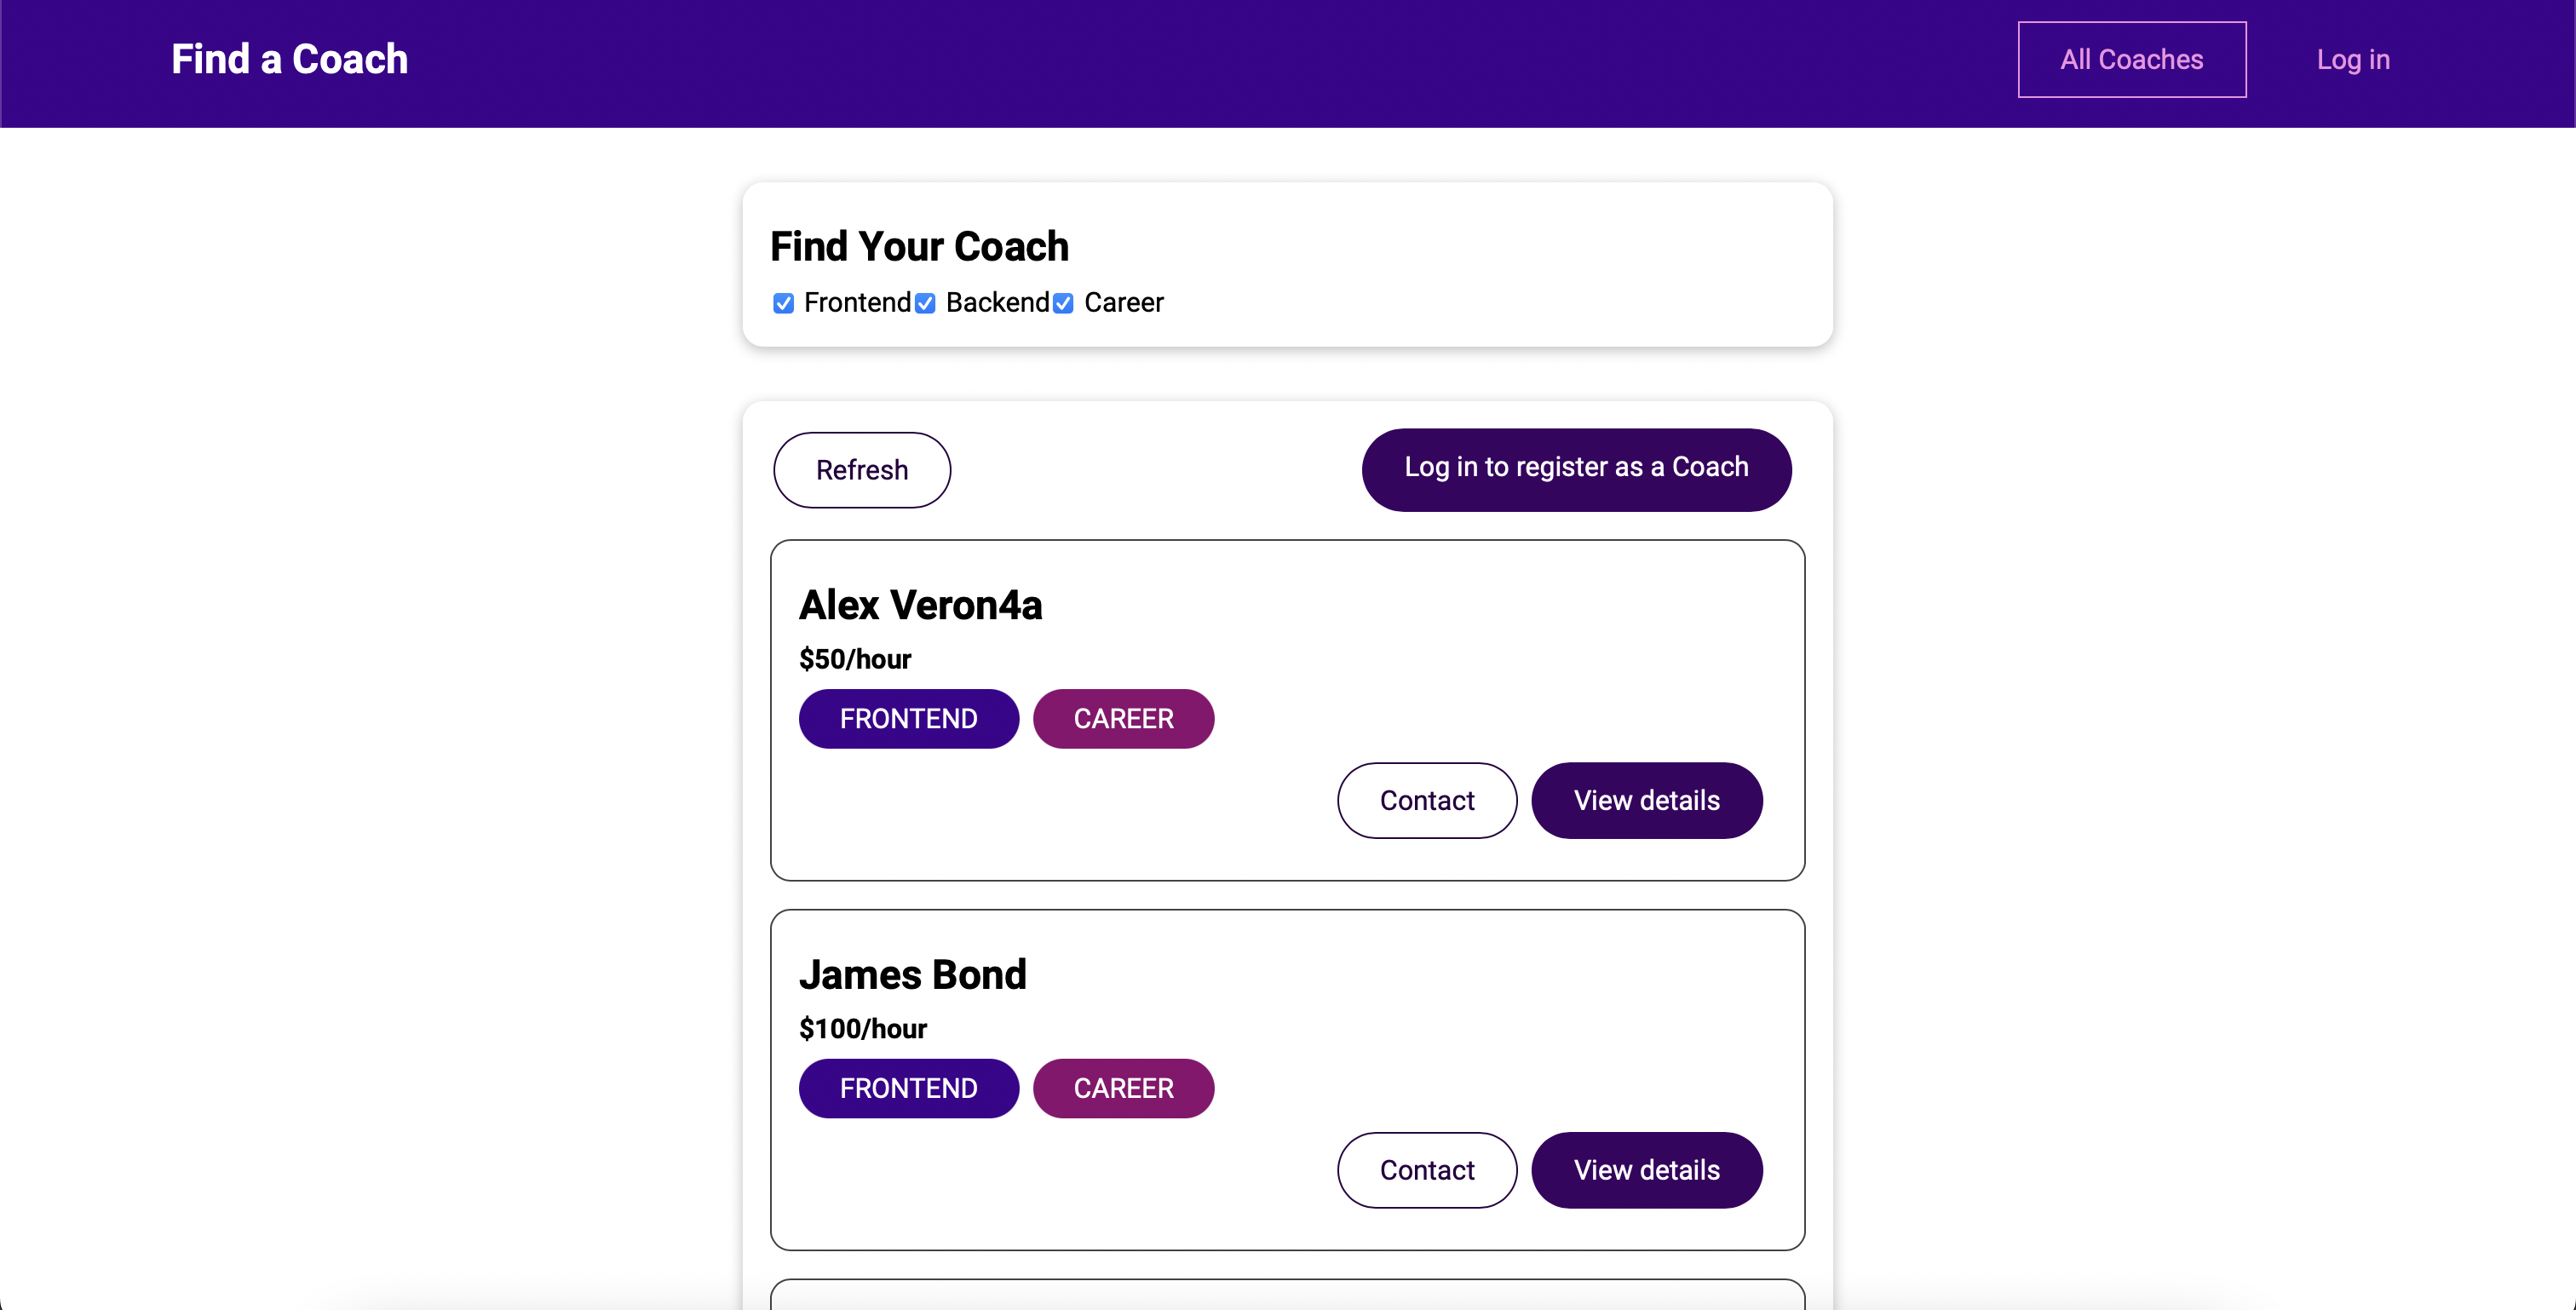 Find a Coach
All Coaches
Log in
Find Your Coach
Frontend Backend Career
Refresh
Log in to register as a Coach
Alex Veron4a
$50/hour
FRONTEND CAREER
Contact View details
James Bond
$100/hour
FRONTEND CAREER
Contact View details